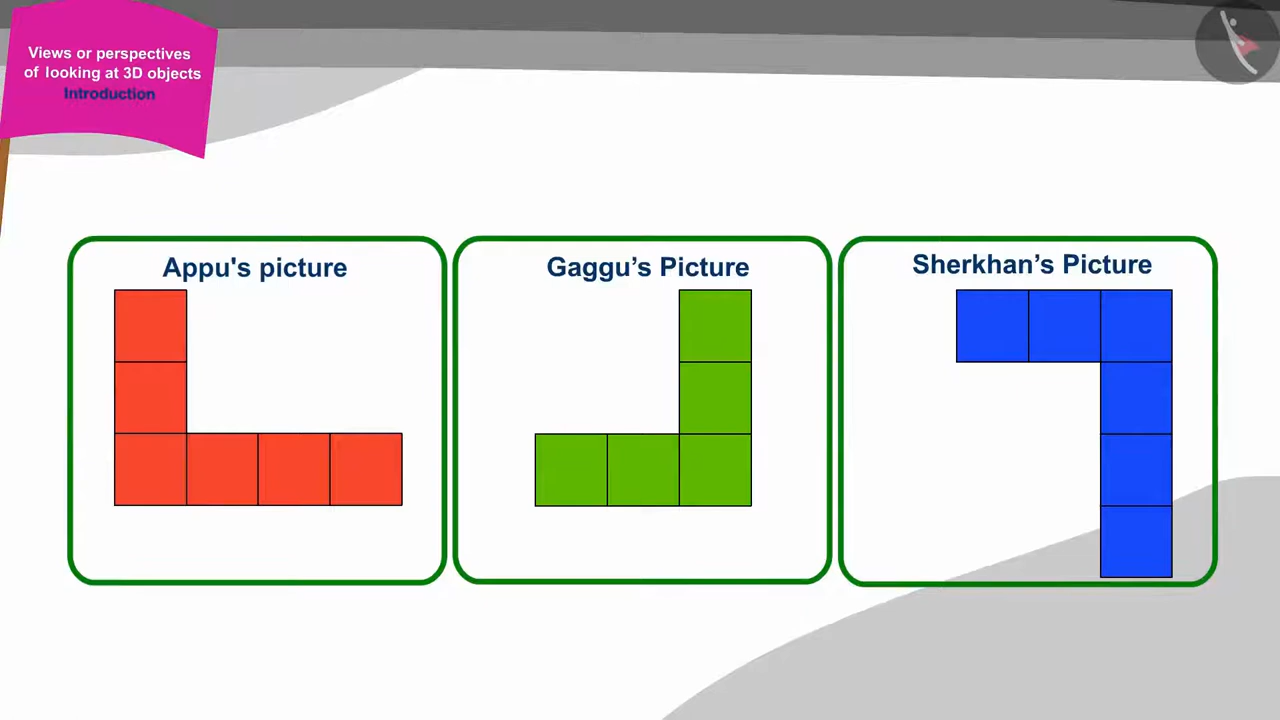 Views or perspectives
of looking at 3D objects
Introduction
Appu's picture
Gaggu’s Picture
Sherkhan’s Picture